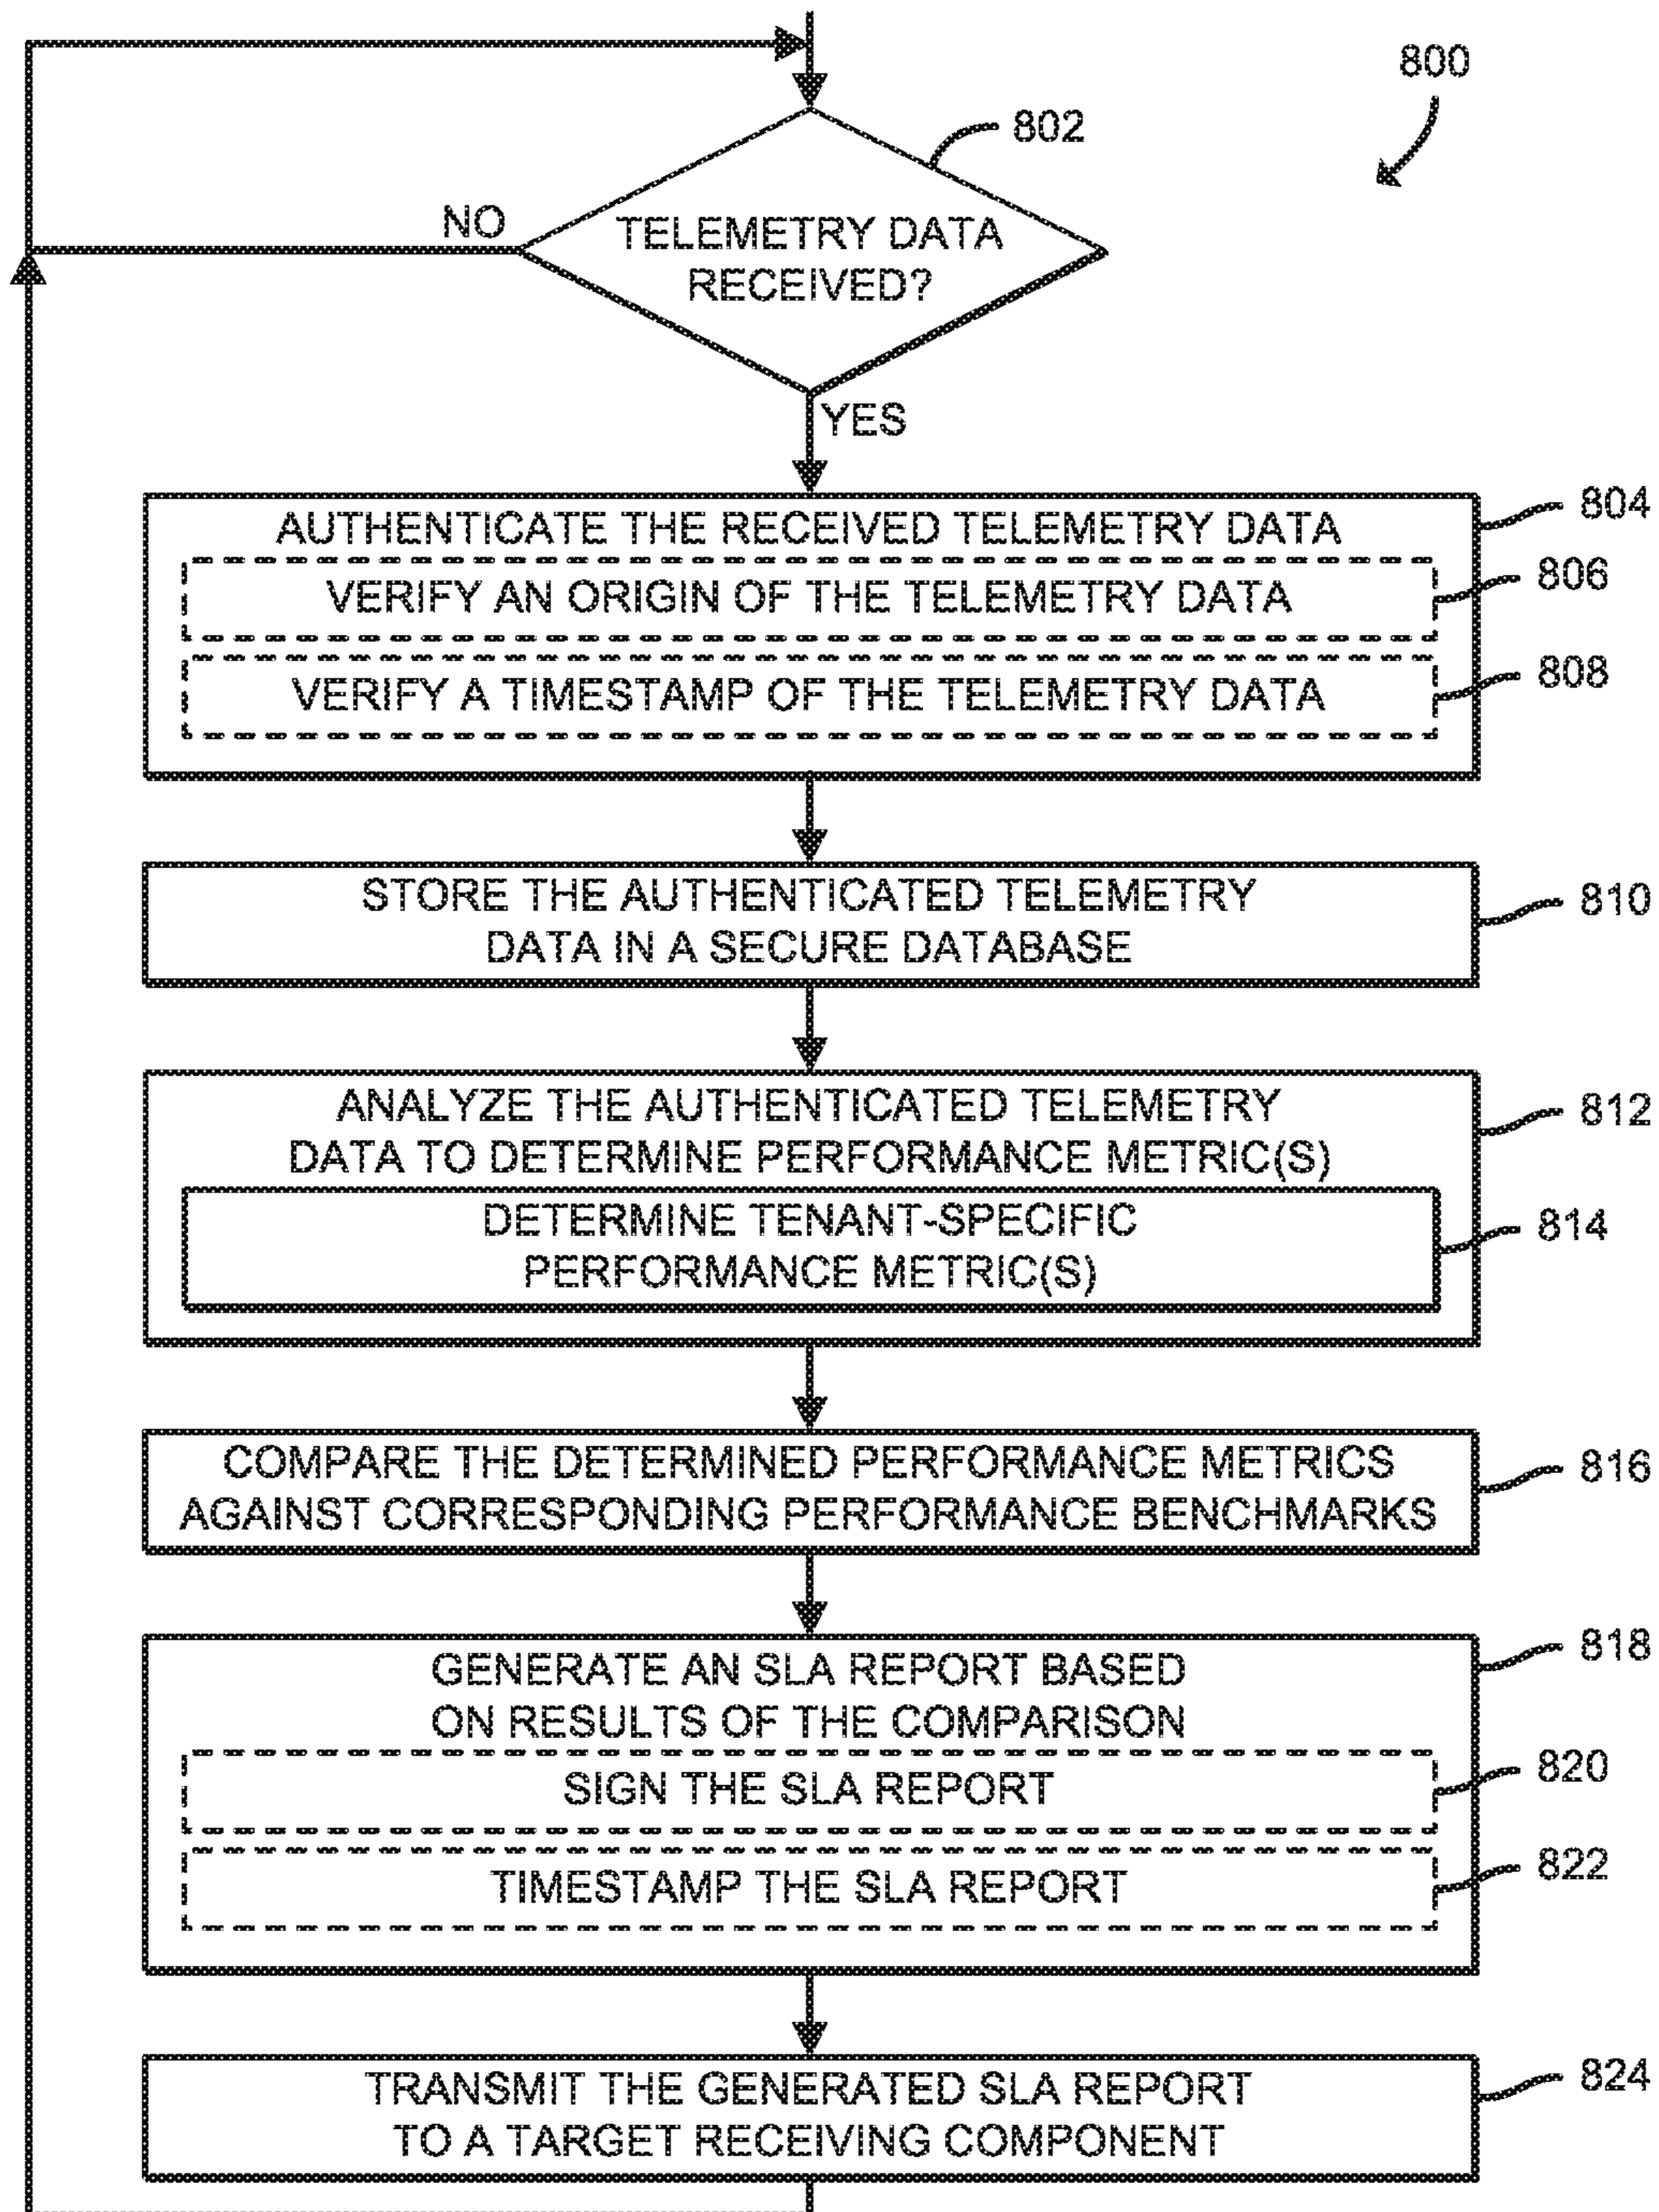 800
802
NO
TELEMETRY DATA
RECEIVED?
YES
AUTHENTICATE THE RECEIVED TELEMETRY DATA
804
VERIFY AN ORIGIN OF THE TELEMETRY DATA
806
VERIFY A TIMESTAMP OF THE TELEMETRY DATA
808
STORE THE AUTHENTICATED TELEMETRY
DATA IN A SECURE DATABASE
810
ANALYZE THE AUTHENTICATED TELEMETRY
DATA TO DETERMINE PERFORMANCE METRIC(S)
812
DETERMINE TENANT-SPECIFIC
PERFORMANCE METRIC(S)
814
COMPARE THE DETERMINED PERFORMANCE METRICS
AGAINST CORRESPONDING PERFORMANCE BENCHMARKS
816
GENERATE AN SLA REPORT BASED
ON RESULTS OF THE COMPARISON
818
SIGN THE SLA REPORT
820
TIMESTAMP THE SLA REPORT
822
TRANSMIT THE GENERATED SLA REPORT
TO A TARGET RECEIVING COMPONENT
824